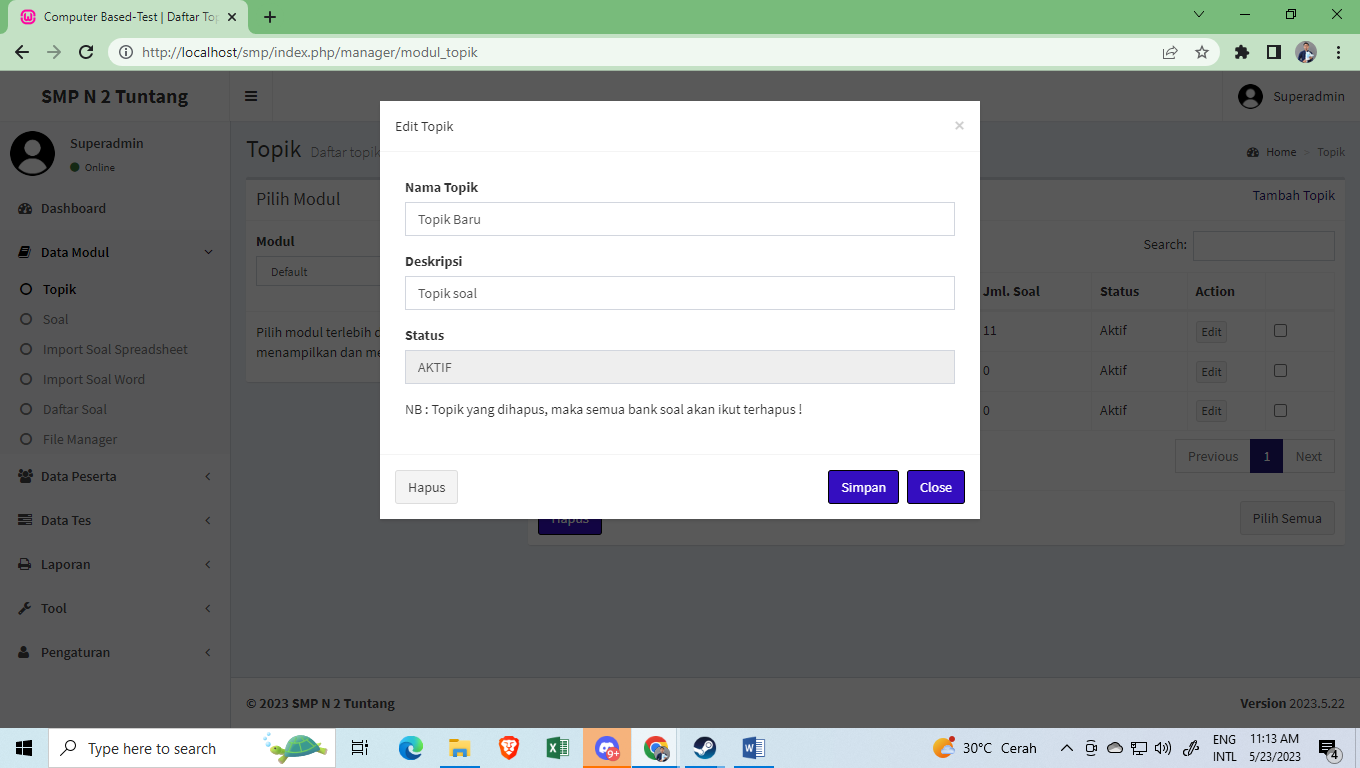 Computer Based-Test | Daftar Top
http://localhost/smp/index.php/manager/modul_topik
SMP N 2 Tuntang
Superadmin
Superadmin
Online
Dashboard
Data Modul
Topik
Soal
Import Soal Spreadsheet
Import Soal Word
Daftar Soal
File Manager
Data Peserta
Data Tes
Laporan
Tool
Pengaturan
Topik Daftar topik
Home > Topik
Pilih Modul
Modul
Default
Pilih modul terlebih
menampilkan dan
Edit Topik ×
Nama Topik
Topik Baru
Deskripsi
Topik soal
Status
AKTIF
NB : Topik yang dihapus, maka semua bank soal akan ikut terhapus !
Hapus Simpan Close
Tambah Topik
Search:
Jml. Soal Status Action
11 Aktif Edit
0 Aktif Edit
0 Aktif Edit
Previous 1 Next
Hapus Pilih Semua
© 2023 SMP N 2 Tuntang
Version 2023.5.22
Type here to search
9+
30°C Cerah
ENG
INTL
11:13 AM
5/23/2023
4